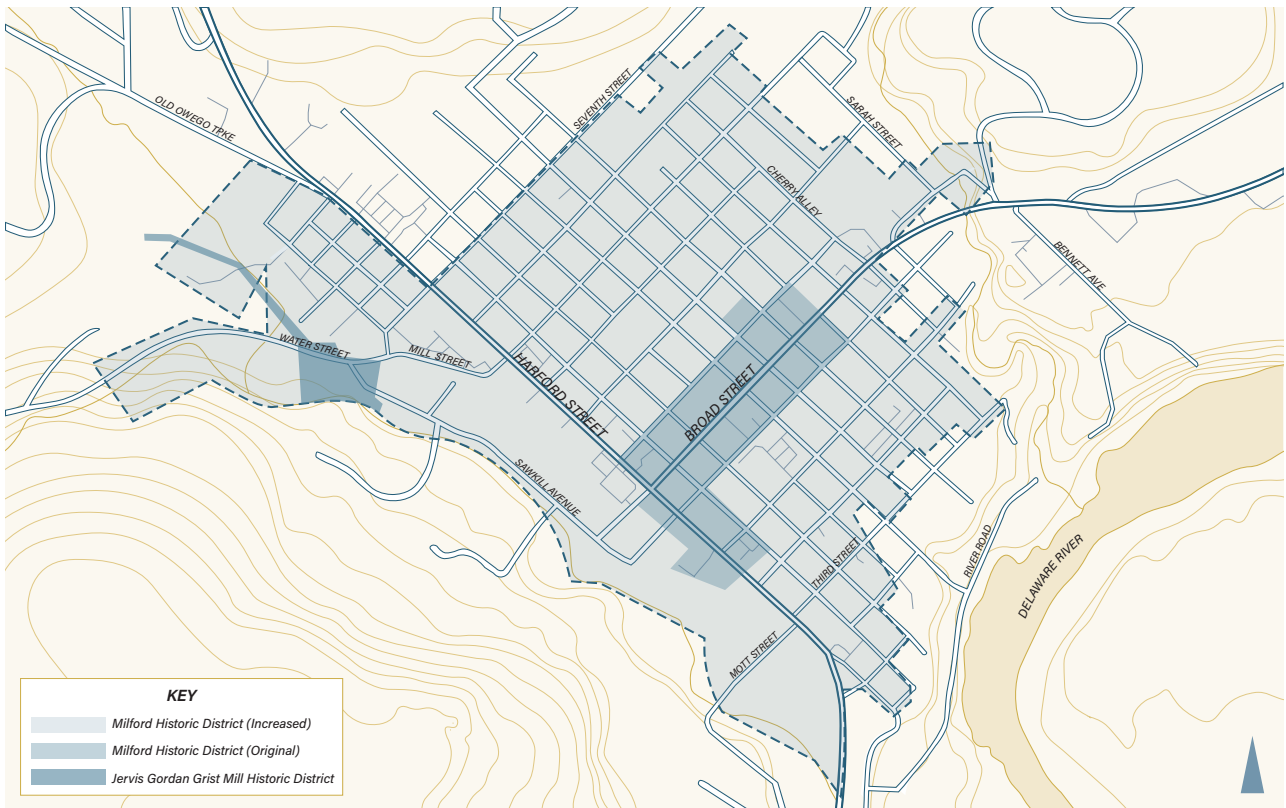 OLD OWEGO TPKE
SEVENTH STREET
SARAH STREET
CHERRY ALLEY
BENNETT AVE
WATER STREET
MILL STREET
HARFORD STREET
BROAD STREET
SAWKILL AVENUE
THIRD STREET
RIVER ROAD
DELAWARE RIVER
MOTT STREET
KEY
Milford Historic District (Increased)
Milford Historic District (Original)
Jervis Gordan Grist Mill Historic District